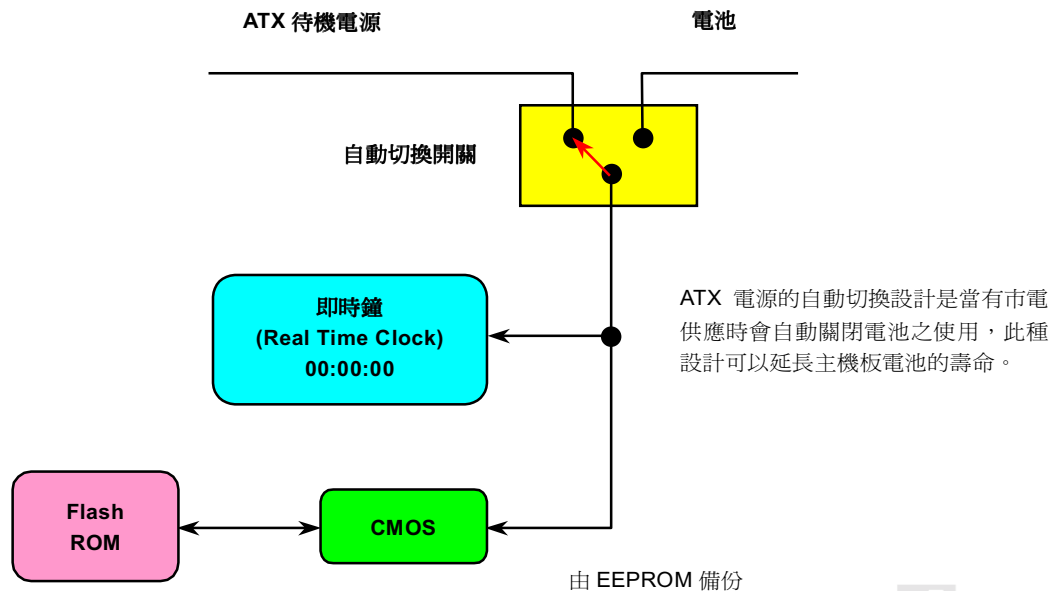 ATX 待機電源
電池
自動切換開關
即時鐘
(Real Time Clock)
00:00:00
ATX 電源的自動切換設計是當有市電
供應時會自動關閉電池之使用，此種
設計可以延長主機板電池的壽命。
Flash
ROM
CMOS
由 EEPROM 備份